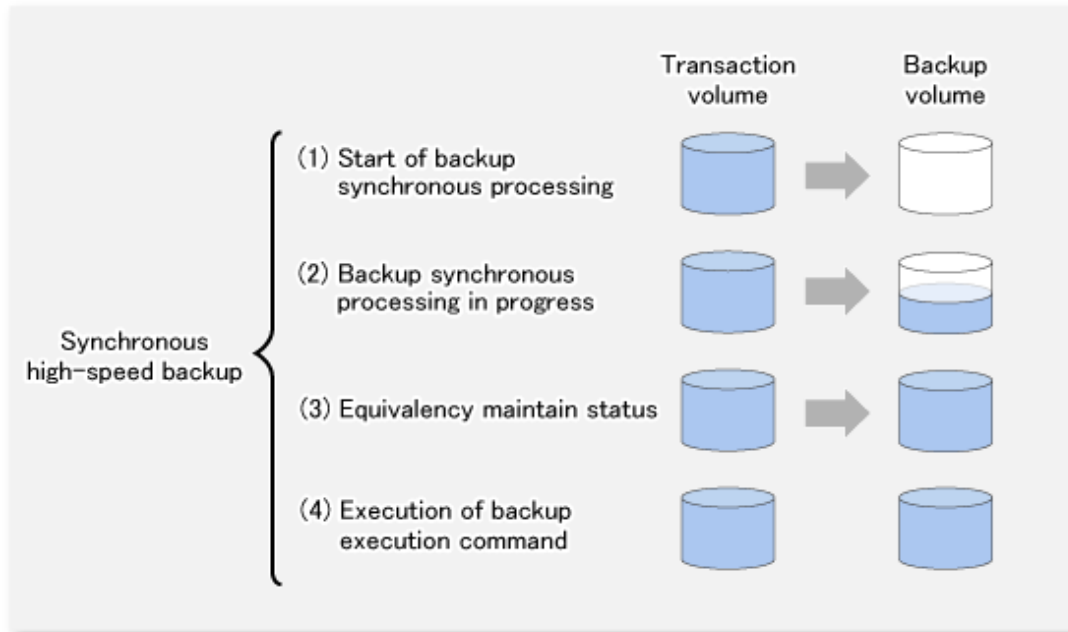 Transaction volume
Backup volume
(1) Start of backup
synchronous processing
(2) Backup synchronous
processing in progress
Synchronous
high-speed backup
(3) Equivalency maintain status
(4) Execution of backup
execution command